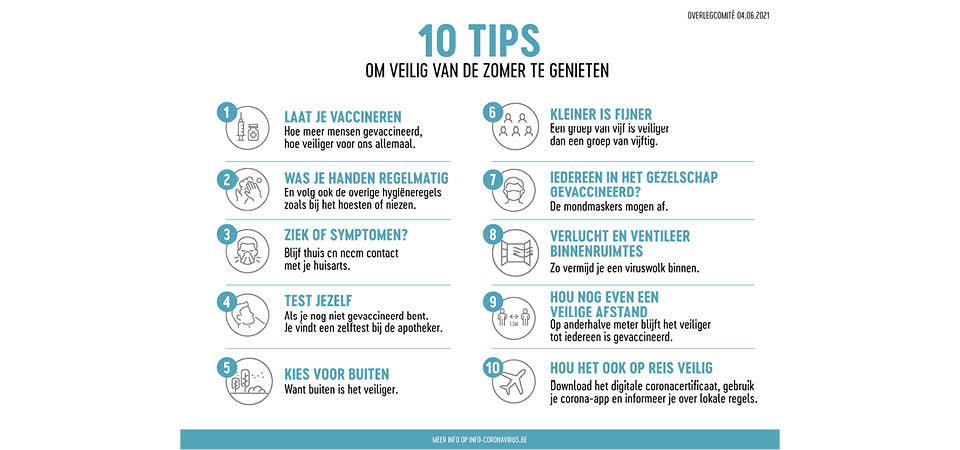 OVERLEGCOMITÉ 04.06.2021
10 TIPS
OM VEILIG VAN DE ZOMER TE GENIETEN
1
LAAT JE VACCINEREN
Hoe meer mensen gevaccineerd,
hoe veiliger voor ons allemaal.
2
WAS JE HANDEN REGELMATIG
En volg ook de overige hygiëneregels
zoals bij het hoesten of niezen.
3
ZIEK OF SYMPTOMEN?
Blijf thuis en neem contact
met je huisarts.
4
TEST JEZELF
Als je nog niet gevaccineerd bent.
Je vindt een zelftest bij de apotheker.
5
KIES VOOR BUITEN
Want buiten is het veiliger.
6
KLEINER IS FIJNER
Een groep van vijf is veiliger
dan een groep van vijftig.
7
IEDEREEN IN HET GEZELSCHAP
GEVACCINEERD?
De mondmaskers mogen af.
8
VERLUCHT EN VENTILEER
BINNENRUIMTES
Zo vermijd je een viruswolk binnen.
9
1,5M
HOU NOG EVEN EEN
VEILIGE AFSTAND
Op anderhalve meter blijft het veiliger
tot iedereen is gevaccineerd.
10
HOU HET OOK OP REIS VEILIG
Download het digitale coronacertificaat, gebruik
je corona-app en informeer je over lokale regels.
MEER INFO OP INFO-CORONAVIRUS.BE